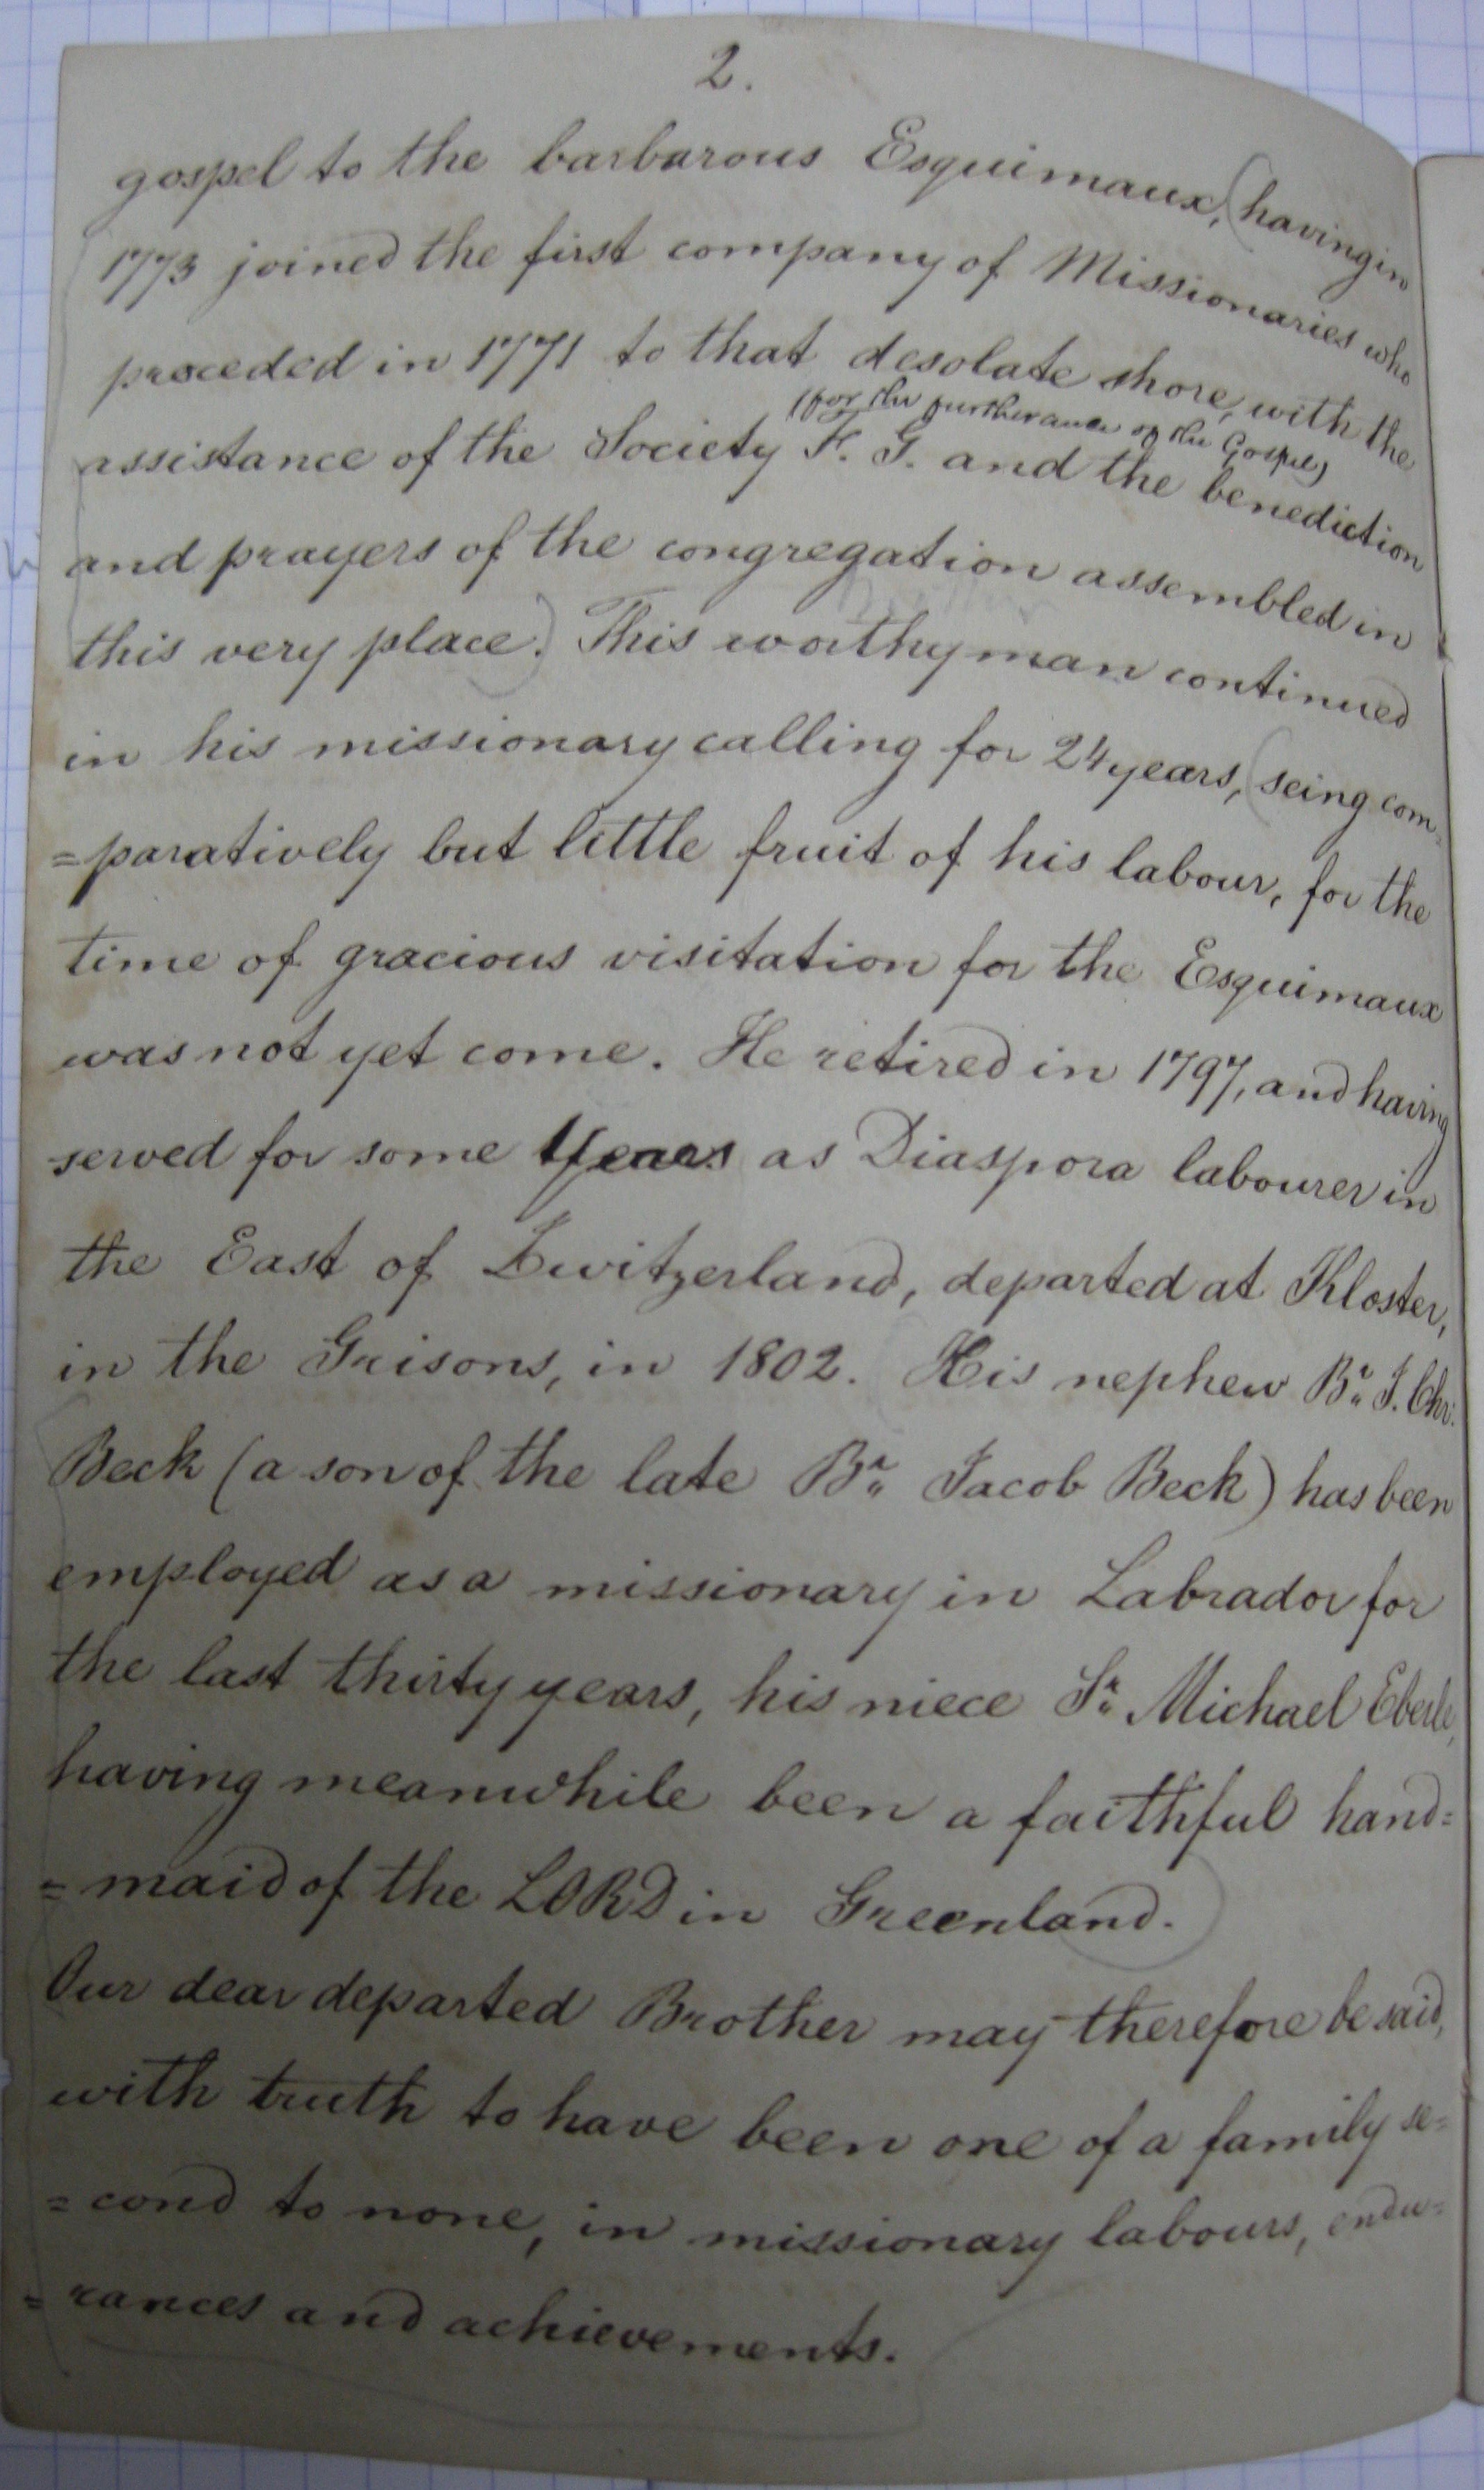 2.
gospel to the barbarous Esquimaux, (having in
1773 joined the first company of Missionaries who
proceded in 1771 to that desolate shore, with the
(for the furtherance of the Gospel)
assistance of the Society F. G. and the benediction
and prayers of the congregation assembled in
this very place.) This worthy man continued
in his missionary calling for 24 years, (seing com=
=paratively but little fruit of his labour, for the
time of gracious visitation for the Esquimaux
was not yet come. He retired in 1797, and having
served for some Years as Diaspora labourer in
the East of Switzerland, departed at Kloster,
in the Grisons, in 1802. His nephew Br. J. Chr.
Beck (a son of the late Br. Jacob Beck) has been
employed as a missionary in Labrador for
the last thirty years, his niece Sr. Michael Eberle,
having meanwhile been a faithful hand=
=maid of the LORD in Greenland.)
Our dear departed Brother may therefore be said,
with truth to have been one of a family se=
=cond to none, in missionary labours, endu=
=rances and achievements.